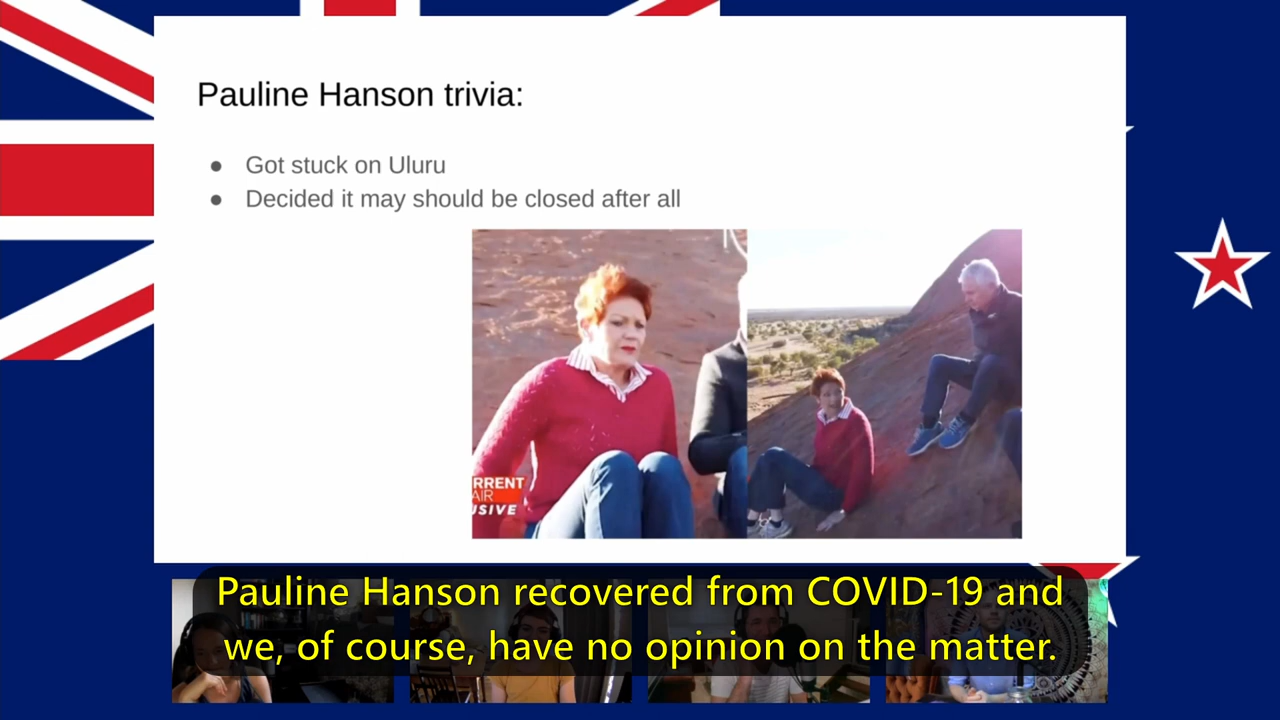 Pauline Hanson trivia:
● Got stuck on Uluru
● Decided it may should be closed after all
RRENT
AIR
USIVE
Pauline Hanson recovered from COVID-19 and
we, of course, have no opinion on the matter.